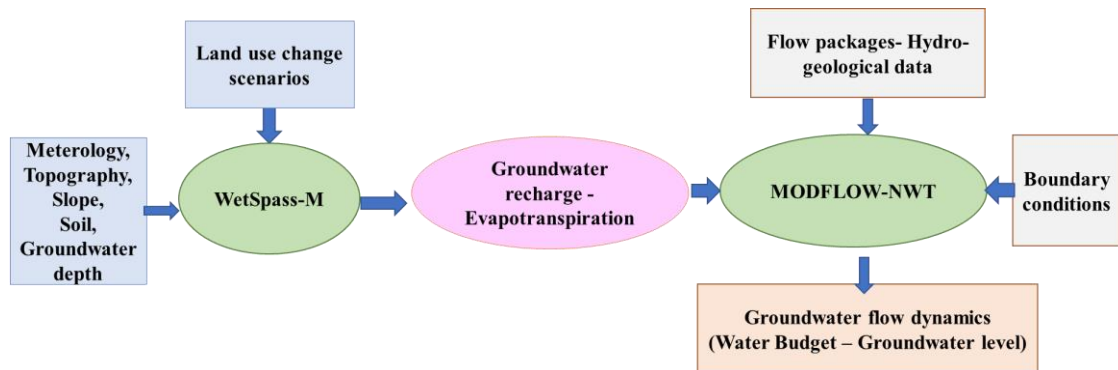 Land use change
scenarios
Flow packages- Hydro-
geological data
Meterology,
Topography,
Slope,
Soil,
Groundwater
depth
WetSpass-M
Groundwater
recharge -
Evapotranspiration
MODFLOW-NWT
Boundary
conditions
Groundwater flow dynamics
(Water Budget – Groundwater level)